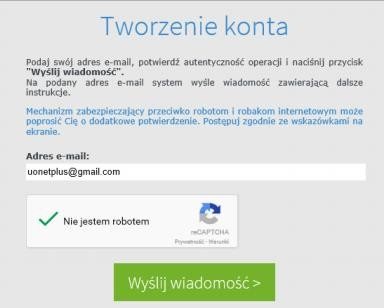 Tworzenie konta
Podaj swój adres e-mail, potwierdź autentyczność operacji i naciśnij przycisk
"Wyślij wiadomość".
Na podany adres e-mail system wyśle wiadomość zawierającą dalsze
instrukcje.
Mechanizm zabezpieczający przeciwko robotom i robakom internetowym może
poprosić Cię o dodatkowe potwierdzenie. Postępuj zgodnie ze wskazówkami na
ekranie.
Adres e-mail:
uonetplus@gmail.com
Nie jestem robotem
reCAPTCHA
Prywatność - Warunki
Wyślij wiadomość >